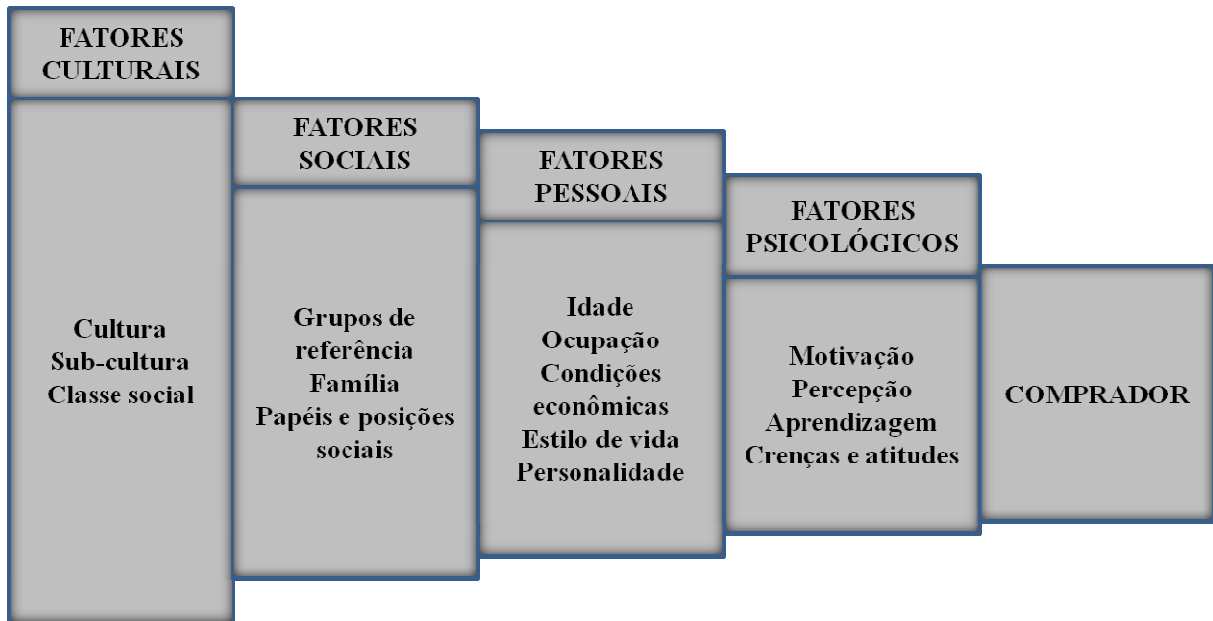 FATORES
CULTURAIS
Cultura
Sub-cultura
Classe social
FATORES
SOCIAIS
Grupos de
referência
Família
Papéis e posições
sociais
FATORES
PESSOAIS
Idade
Ocupação
Condições
econômicas
Estilo de vida
Personalidade
FATORES
PSICOLÓGICOS
Motivação
Percepção
Aprendizagem
Crenças e atitudes
COMPRADOR